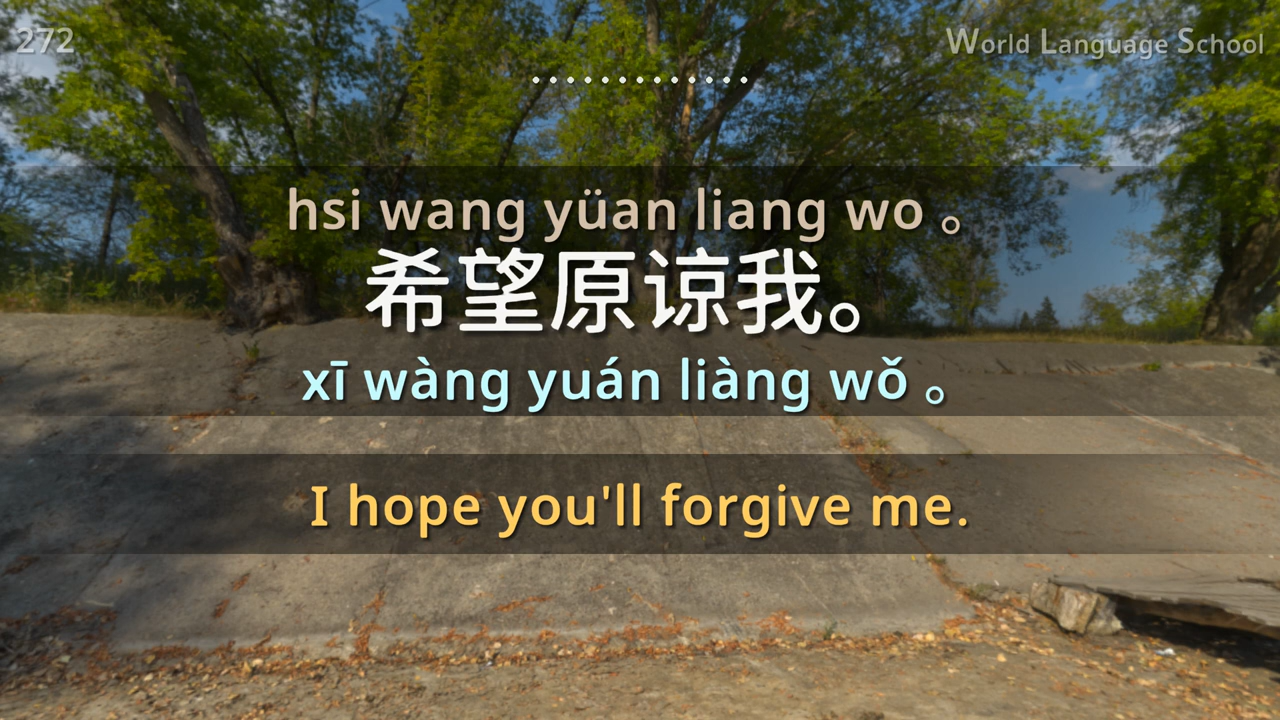 272
World Language School
hsi wang yüan liang wo 。
希望原谅我。
xī wàng yuán liàng wǒ 。
I hope you'll forgive me.